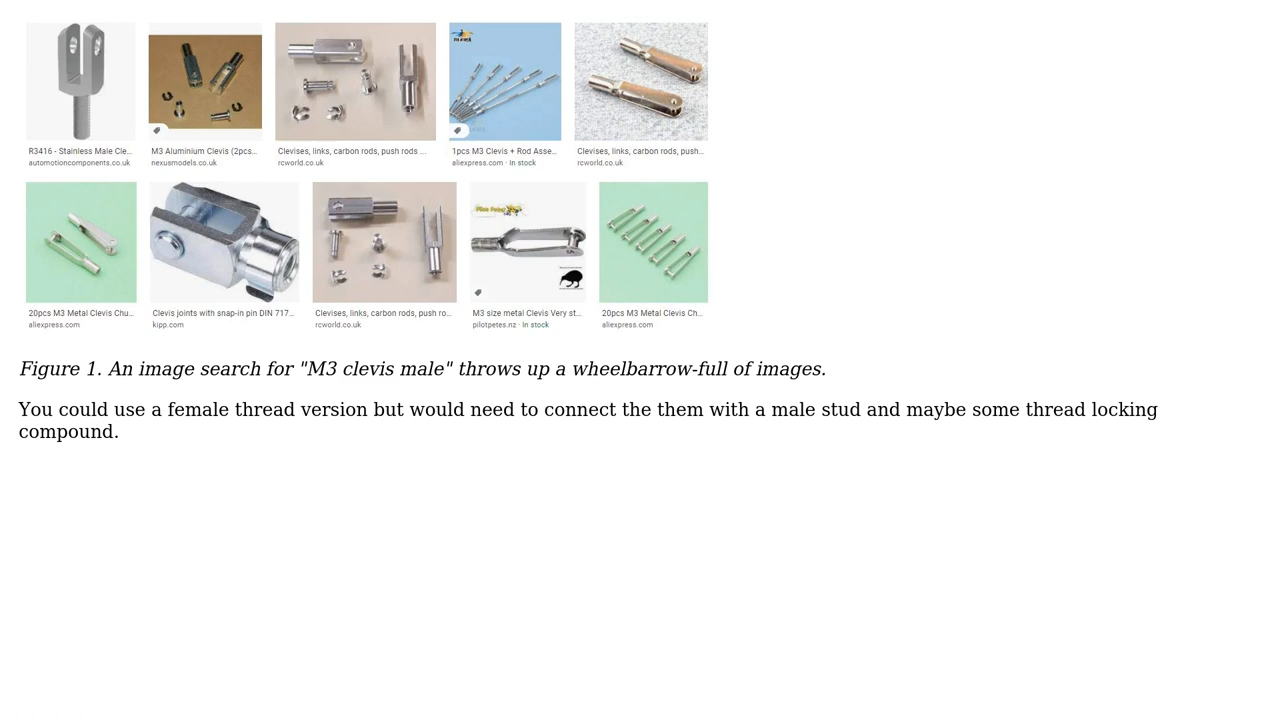 R3416 - Stainless Male Cle...
automotioncomponents.co.uk
M3 Aluminium Clevis (2pcs...
nexusmodels.co.uk
Clevises, links, carbon rods, push rods ...
rcworld.co.uk
1pcs M3 Clevis + Rod Asse...
aliexpress.com · In stock
Clevises, links, carbon rods, push...
rcworld.co.uk
20pcs M3 Metal Clevis Chu...
aliexpress.com
Clevis joints with snap-in pin DIN 717...
kipp.com
Clevises, links, carbon rods, push ro...
rcworld.co.uk
M3 size metal Clevis Very st...
pilotpetes.nz · In stock
20pcs M3 Metal Clevis Ch...
aliexpress.com
Figure 1. An image search for "M3 clevis male" throws up a wheelbarrow-full of images.
You could use a female thread version but would need to connect the them with a male stud and maybe some thread locking
compound.